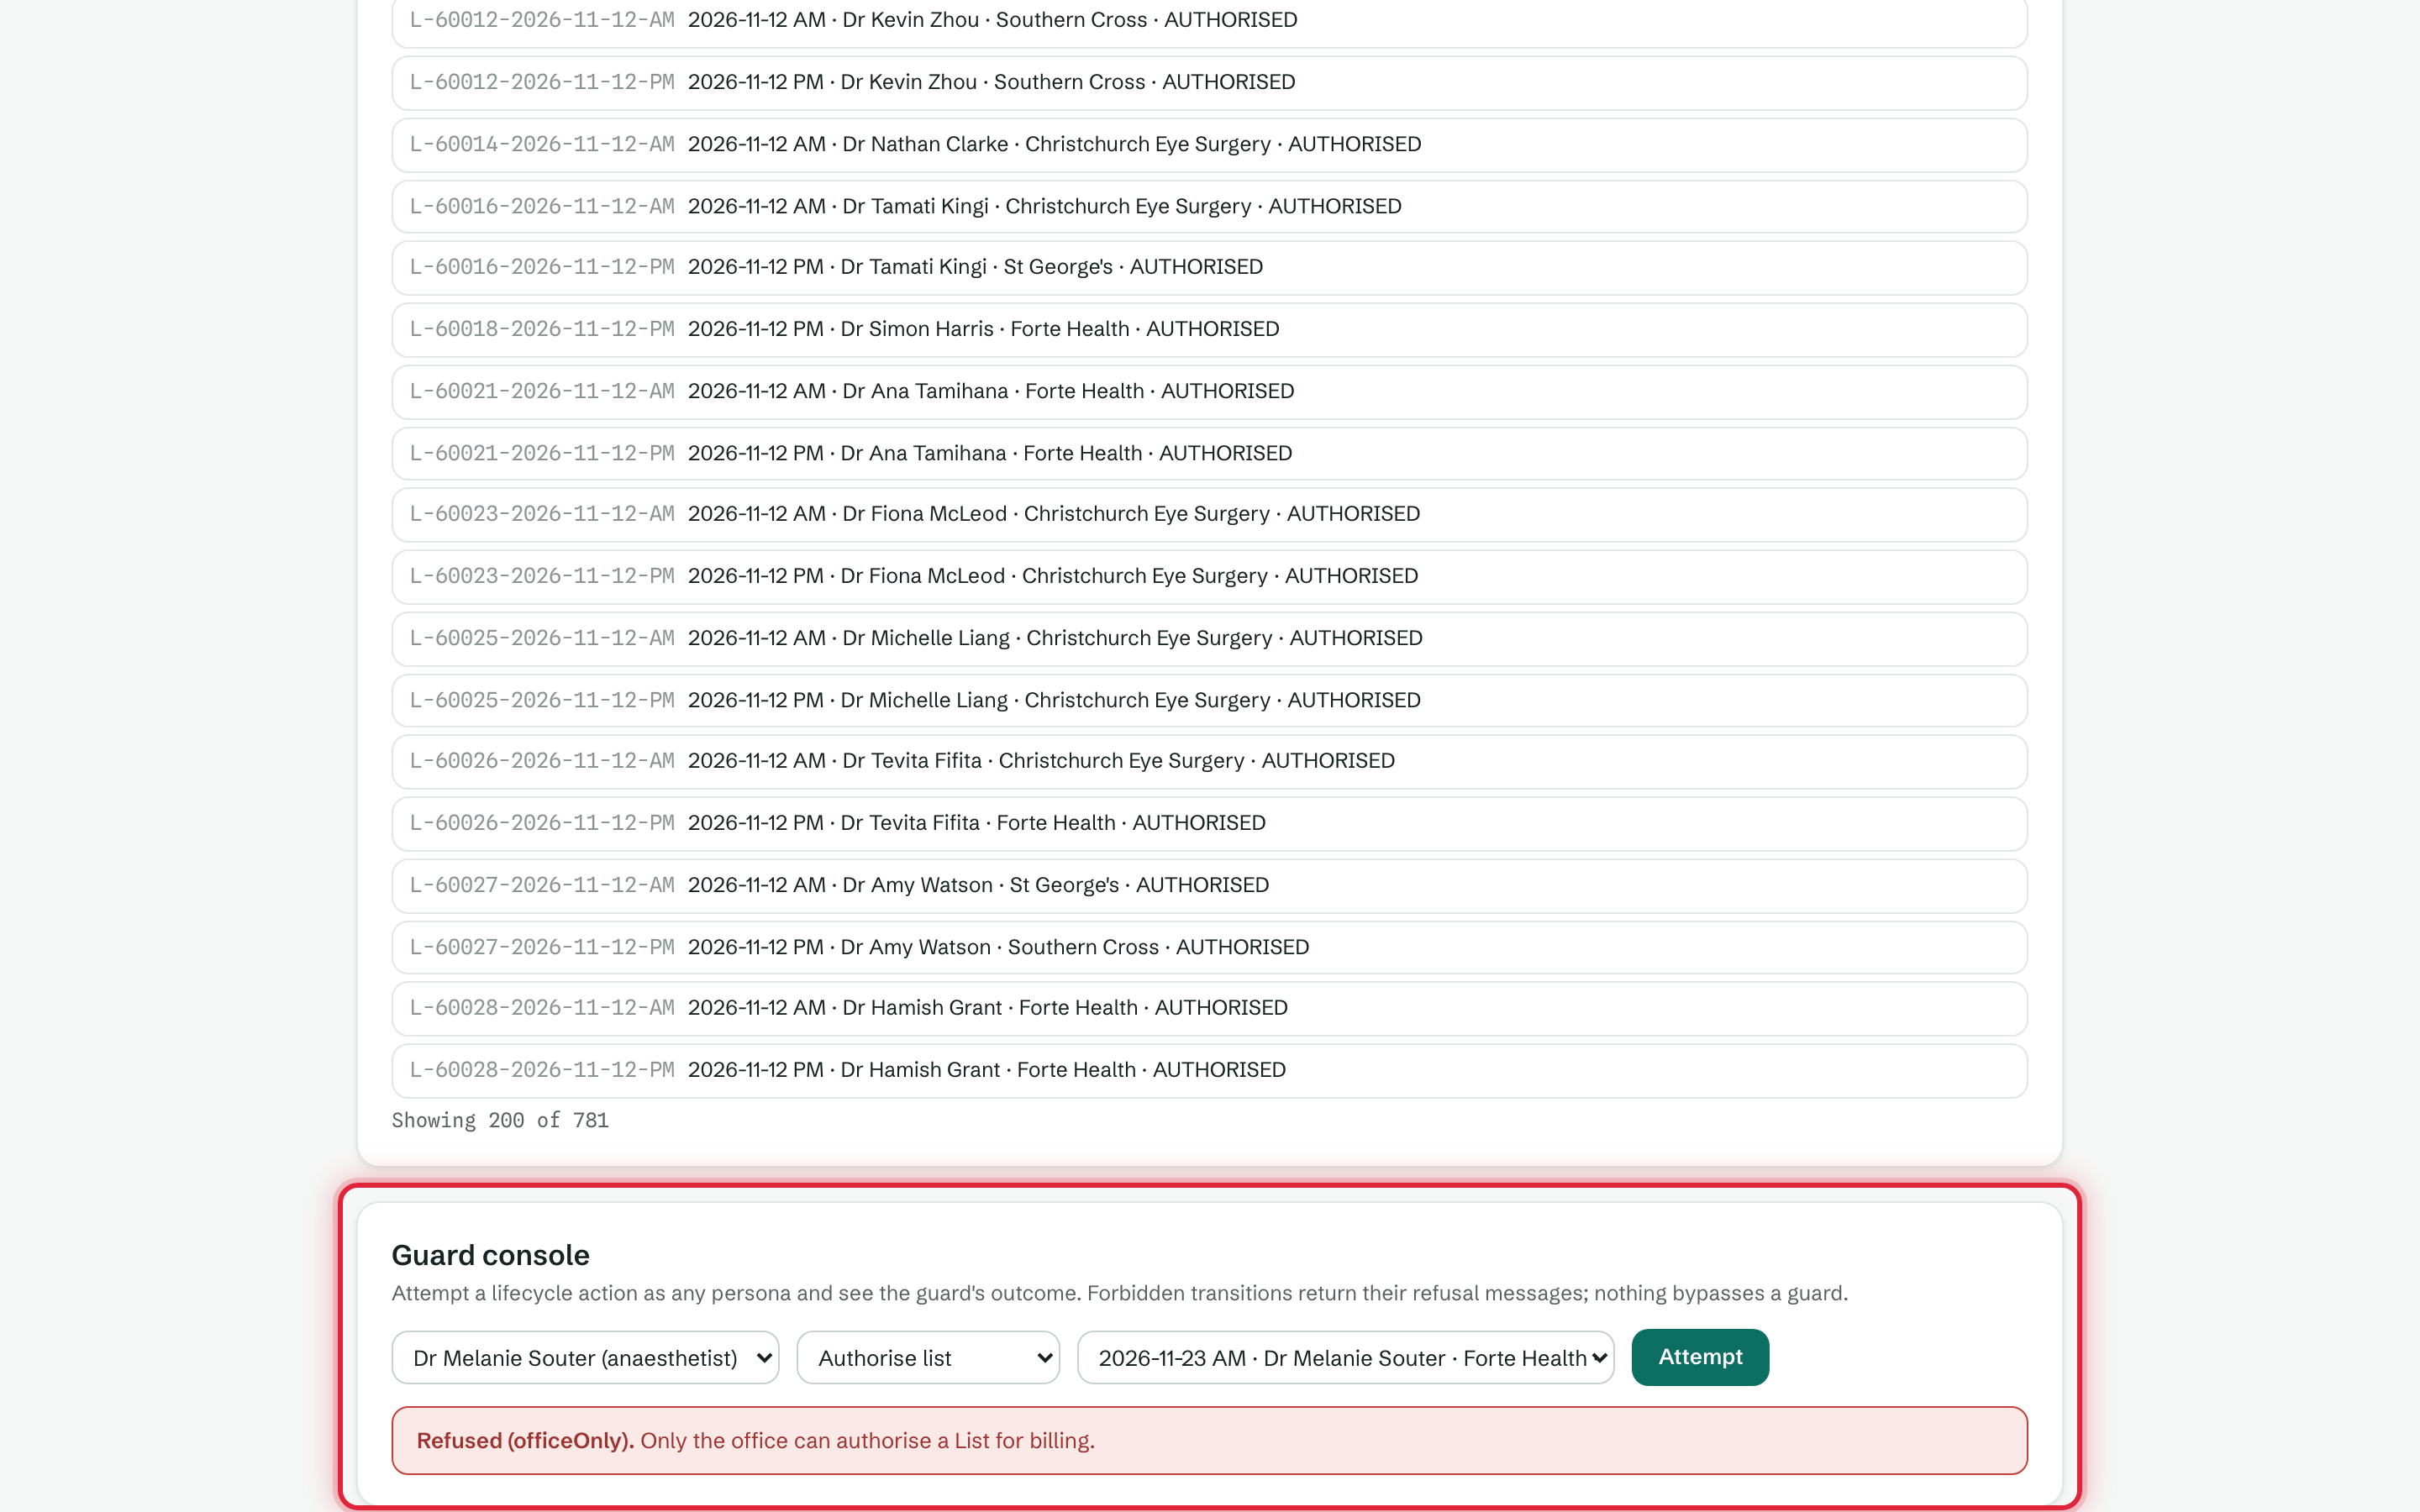 L-60012-2026-11-12-AM 2026-11-12 AM · Dr Kevin Zhou · Southern Cross · AUTHORISED
L-60012-2026-11-12-PM 2026-11-12 PM · Dr Kevin Zhou · Southern Cross · AUTHORISED
L-60014-2026-11-12-AM 2026-11-12 AM · Dr Nathan Clarke · Christchurch Eye Surgery · AUTHORISED
L-60016-2026-11-12-AM 2026-11-12 AM · Dr Tamati Kingi · Christchurch Eye Surgery · AUTHORISED
L-60016-2026-11-12-PM 2026-11-12 PM · Dr Tamati Kingi · St George's · AUTHORISED
L-60018-2026-11-12-PM 2026-11-12 PM · Dr Simon Harris · Forte Health · AUTHORISED
L-60021-2026-11-12-AM 2026-11-12 AM · Dr Ana Tamihana · Forte Health · AUTHORISED
L-60021-2026-11-12-PM 2026-11-12 PM · Dr Ana Tamihana · Forte Health · AUTHORISED
L-60023-2026-11-12-AM 2026-11-12 AM · Dr Fiona McLeod · Christchurch Eye Surgery · AUTHORISED
L-60023-2026-11-12-PM 2026-11-12 PM · Dr Fiona McLeod · Christchurch Eye Surgery · AUTHORISED
L-60025-2026-11-12-AM 2026-11-12 AM · Dr Michelle Liang · Christchurch Eye Surgery · AUTHORISED
L-60025-2026-11-12-PM 2026-11-12 PM · Dr Michelle Liang · Christchurch Eye Surgery · AUTHORISED
L-60026-2026-11-12-AM 2026-11-12 AM · Dr Tevita Fifita · Christchurch Eye Surgery · AUTHORISED
L-60026-2026-11-12-PM 2026-11-12 PM · Dr Tevita Fifita · Forte Health · AUTHORISED
L-60027-2026-11-12-AM 2026-11-12 AM · Dr Amy Watson · St George's · AUTHORISED
L-60027-2026-11-12-PM 2026-11-12 PM · Dr Amy Watson · Southern Cross · AUTHORISED
L-60028-2026-11-12-AM 2026-11-12 AM · Dr Hamish Grant · Forte Health · AUTHORISED
L-60028-2026-11-12-PM 2026-11-12 PM · Dr Hamish Grant · Forte Health · AUTHORISED
Showing 200 of 781
Guard console
Attempt a lifecycle action as any persona and see the guard's outcome. Forbidden transitions return their refusal messages; nothing bypasses a guard.
Dr Melanie Souter (anaesthetist) Authorise list 2026-11-23 AM · Dr Melanie Souter · Forte Health Attempt
Refused (officeOnly). Only the office can authorise a List for billing.